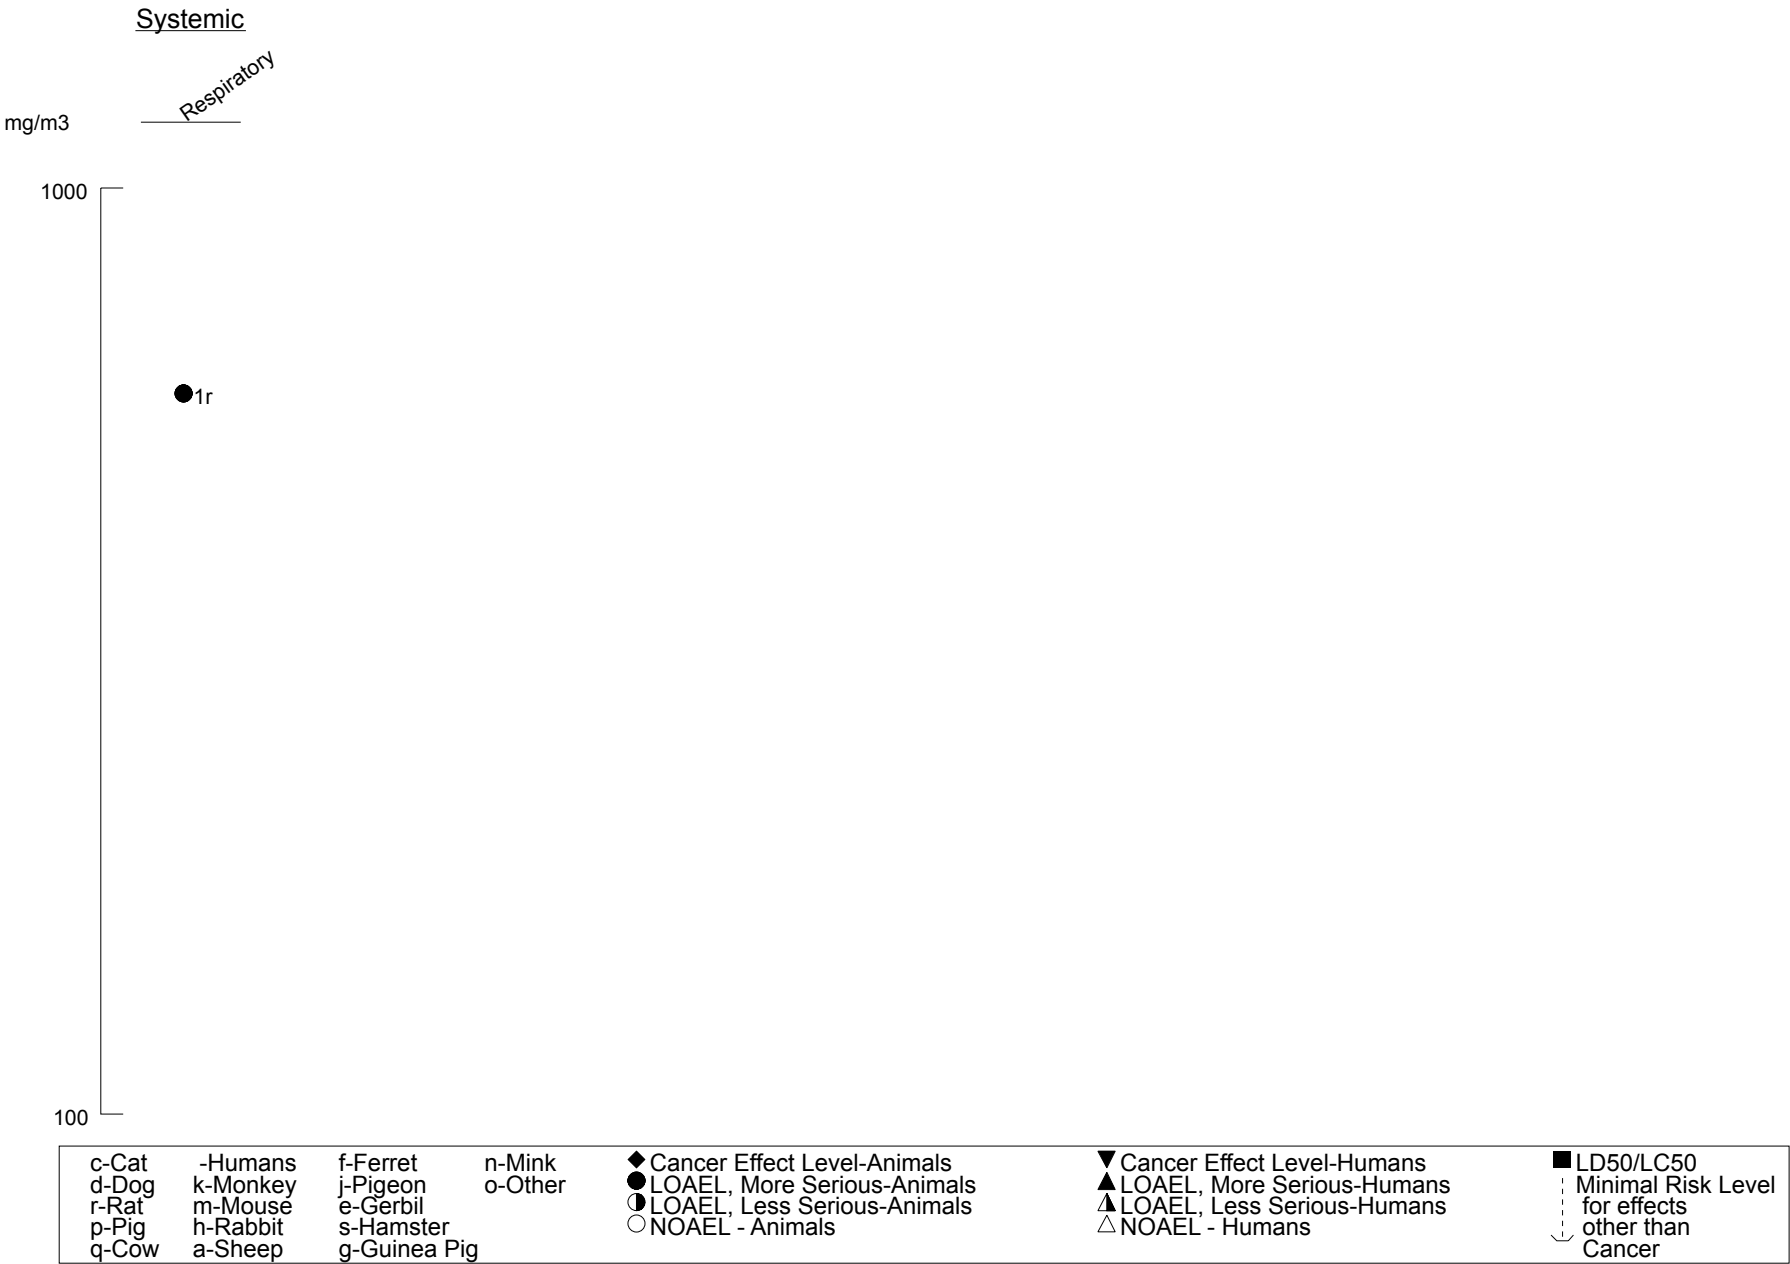 Systemic
Respiratory
mg/m3
1000
1r
100
c-Cat -Humans f-Ferret n-Mink
d-Dog k-Monkey j-Pigeon o-Other
r-Rat m-Mouse e-Gerbil
p-Pig h-Rabbit s-Hamster
q-Cow a-Sheep g-Guinea Pig
Cancer Effect Level-Animals
LOAEL, More Serious-Animals
LOAEL, Less Serious-Animals
NOAEL - Animals
Cancer Effect Level-Humans
LOAEL, More Serious-Humans
LOAEL, Less Serious-Humans
NOAEL - Humans
LD50/LC50
Minimal Risk Level
for effects
other than
Cancer